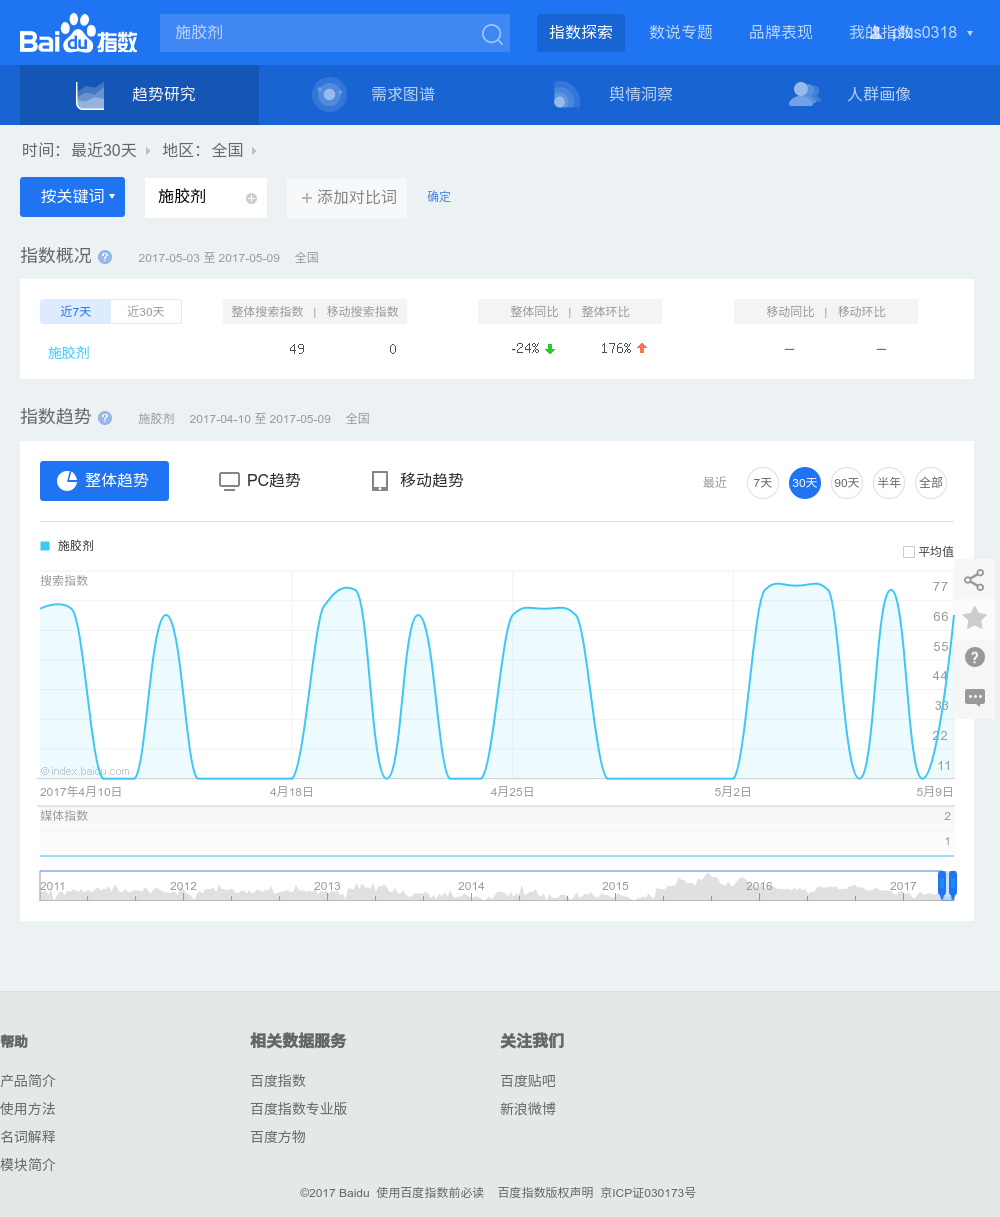 Bai du 指数
施胶剂
指数探索 数说专题 品牌表现 我的指数 0318
趋势研究 需求图谱 舆情洞察 人群画像
时间： 最近30天 地区： 全国
按关键词 施胶剂 添加对比词 确定
指数概况 ? 2017-05-03 至 2017-05-09 全国
近7天 近30天 整体搜索指数 | 移动搜索指数 整体同比 | 整体环比 移动同比 | 移动环比
施胶剂 49 0 -24% 176% — —
指数趋势 ? 施胶剂 2017-04-10 至 2017-05-09 全国
整体趋势 PC趋势 移动趋势 最近 7天 30天 90天 半年 全部
施胶剂
平均值
搜索指数
77
66
55
44
33
22
11
©index.baidu.com
2017年4月10日 4月18日 4月25日 5月2日 5月9日
媒体指数 2
1
2011 2012 2013 2014 2015 2016 2017
?
帮助 相关数据服务 关注我们
产品简介 百度指数 百度贴吧
使用方法 百度指数专业版 新浪微博
名词解释 百度方物
模块简介
©2017 Baidu 使用百度指数前必读 百度指数版权声明 京ICP证030173号